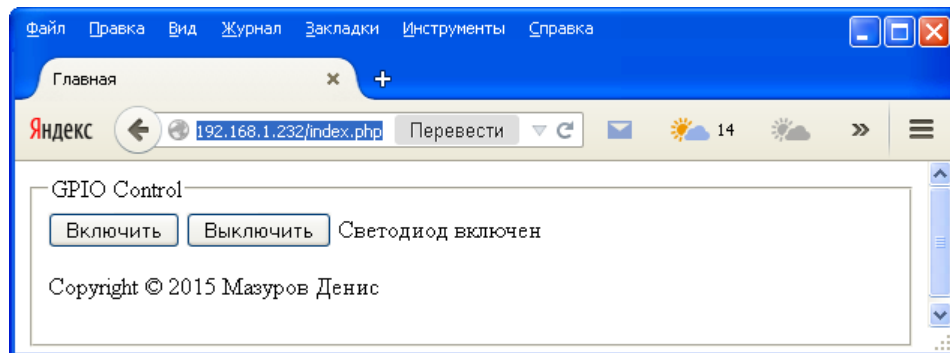 Файл Правка Вид Журнал Закладки Инструменты Справка
Главная
Яндекс 192.168.1.232/index.php Перевести 14
GPIO Control
Включить Выключить Светодиод включен
Copyright © 2015 Мазуров Денис